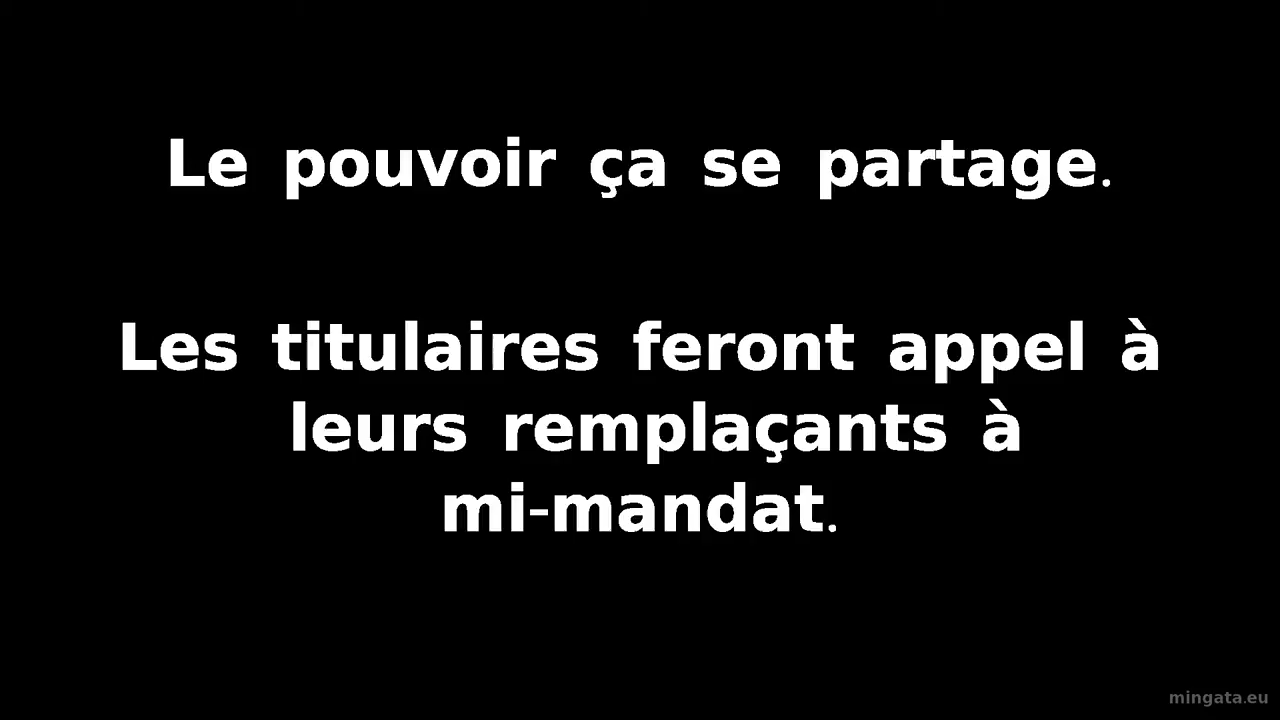 Le pouvoir ça se partage.
Les titulaires feront appel à
leurs remplaçants à
mi-mandat.
mingata.eu